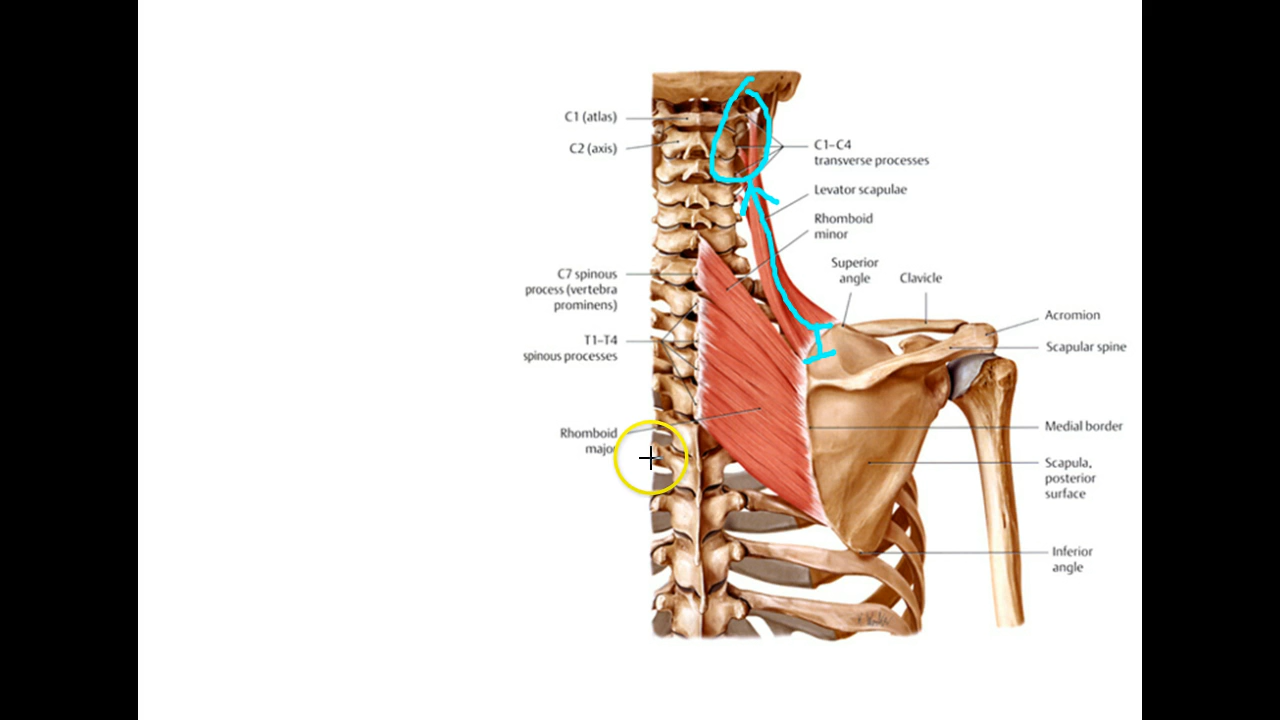 C1 (atlas)
C2 (axis)
C1–C4
transverse processes
Levator scapulae
Rhomboid
minor
Superior
angle
Clavicle
C7 spinous
process (vertebra
prominens)
T1–T4
spinous processes
Acromion
Scapular spine
Rhomboid
major
Medial border
Scapula,
posterior
surface
Inferior
angle